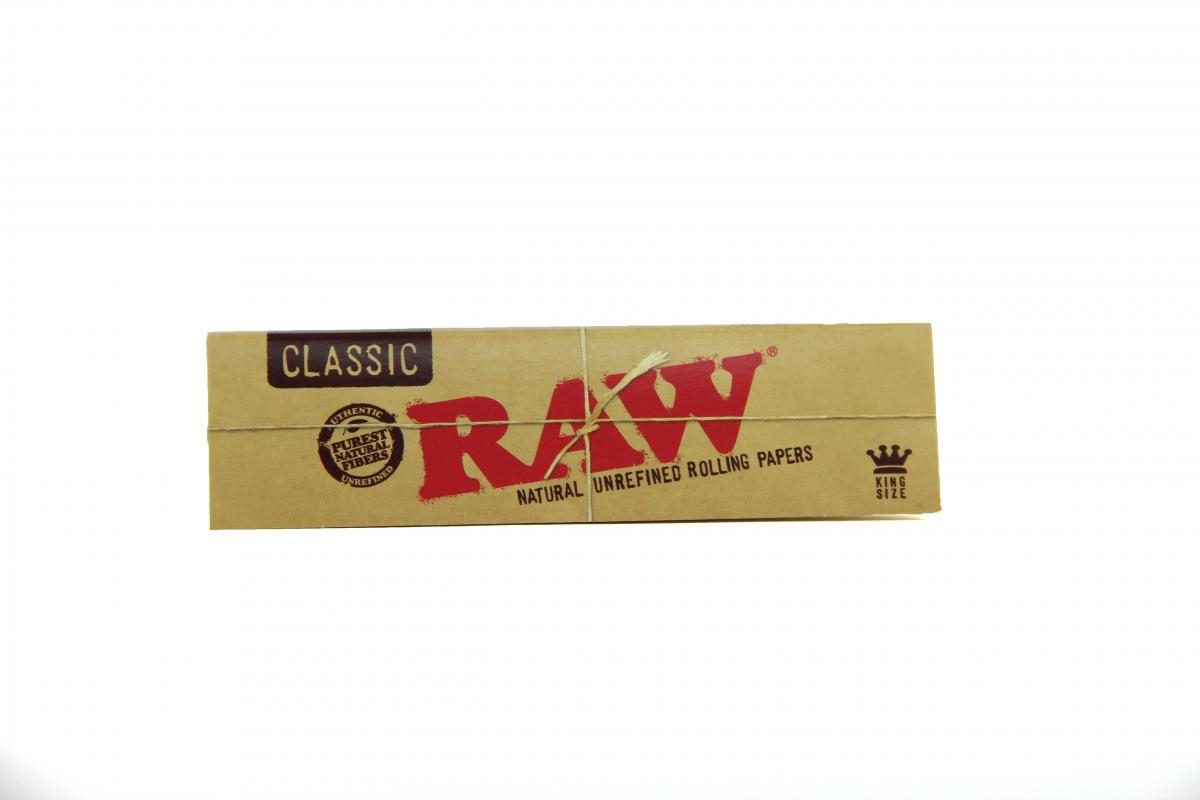 CLASSIC
AUTHENTIC
PUREST
NATURAL
FIBERS
UNREFINED
RAW®
NATURAL UNREFINED ROLLING PAPERS
KING
SIZE